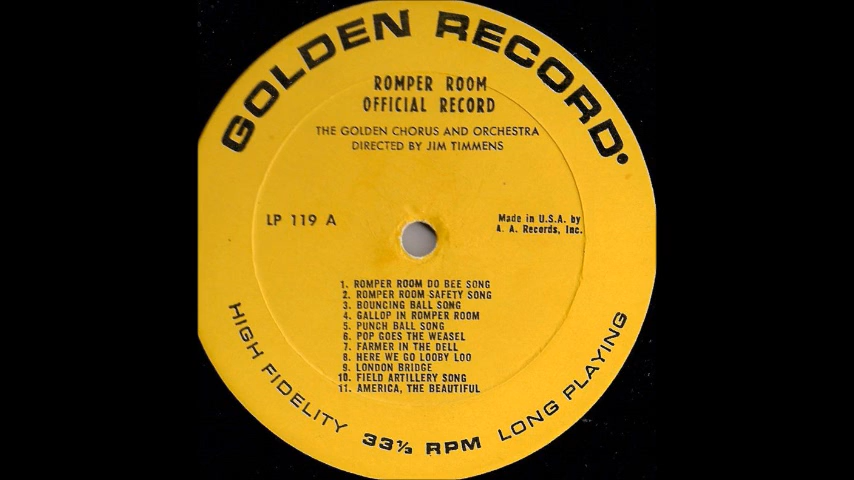 GOLDEN RECORD®
ROMPER ROOM
OFFICIAL RECORD
THE GOLDEN CHORUS AND ORCHESTRA
DIRECTED BY JIM TIMMENS
LP 119 A
Made in U.S.A. by
A. A. Records, Inc.
1. ROMPER ROOM DO BEE SONG
2. ROMPER ROOM SAFETY SONG
3. BOUNCING BALL SONG
4. GALLOP IN ROMPER ROOM
5. PUNCH BALL SONG
6. POP GOES THE WEASEL
7. FARMER IN THE DELL
8. HERE WE GO LOOBY LOO
9. LONDON BRIDGE
10. FIELD ARTILLERY SONG
11. AMERICA, THE BEAUTIFUL
HIGH FIDELITY 33⅓ RPM LONG PLAYING